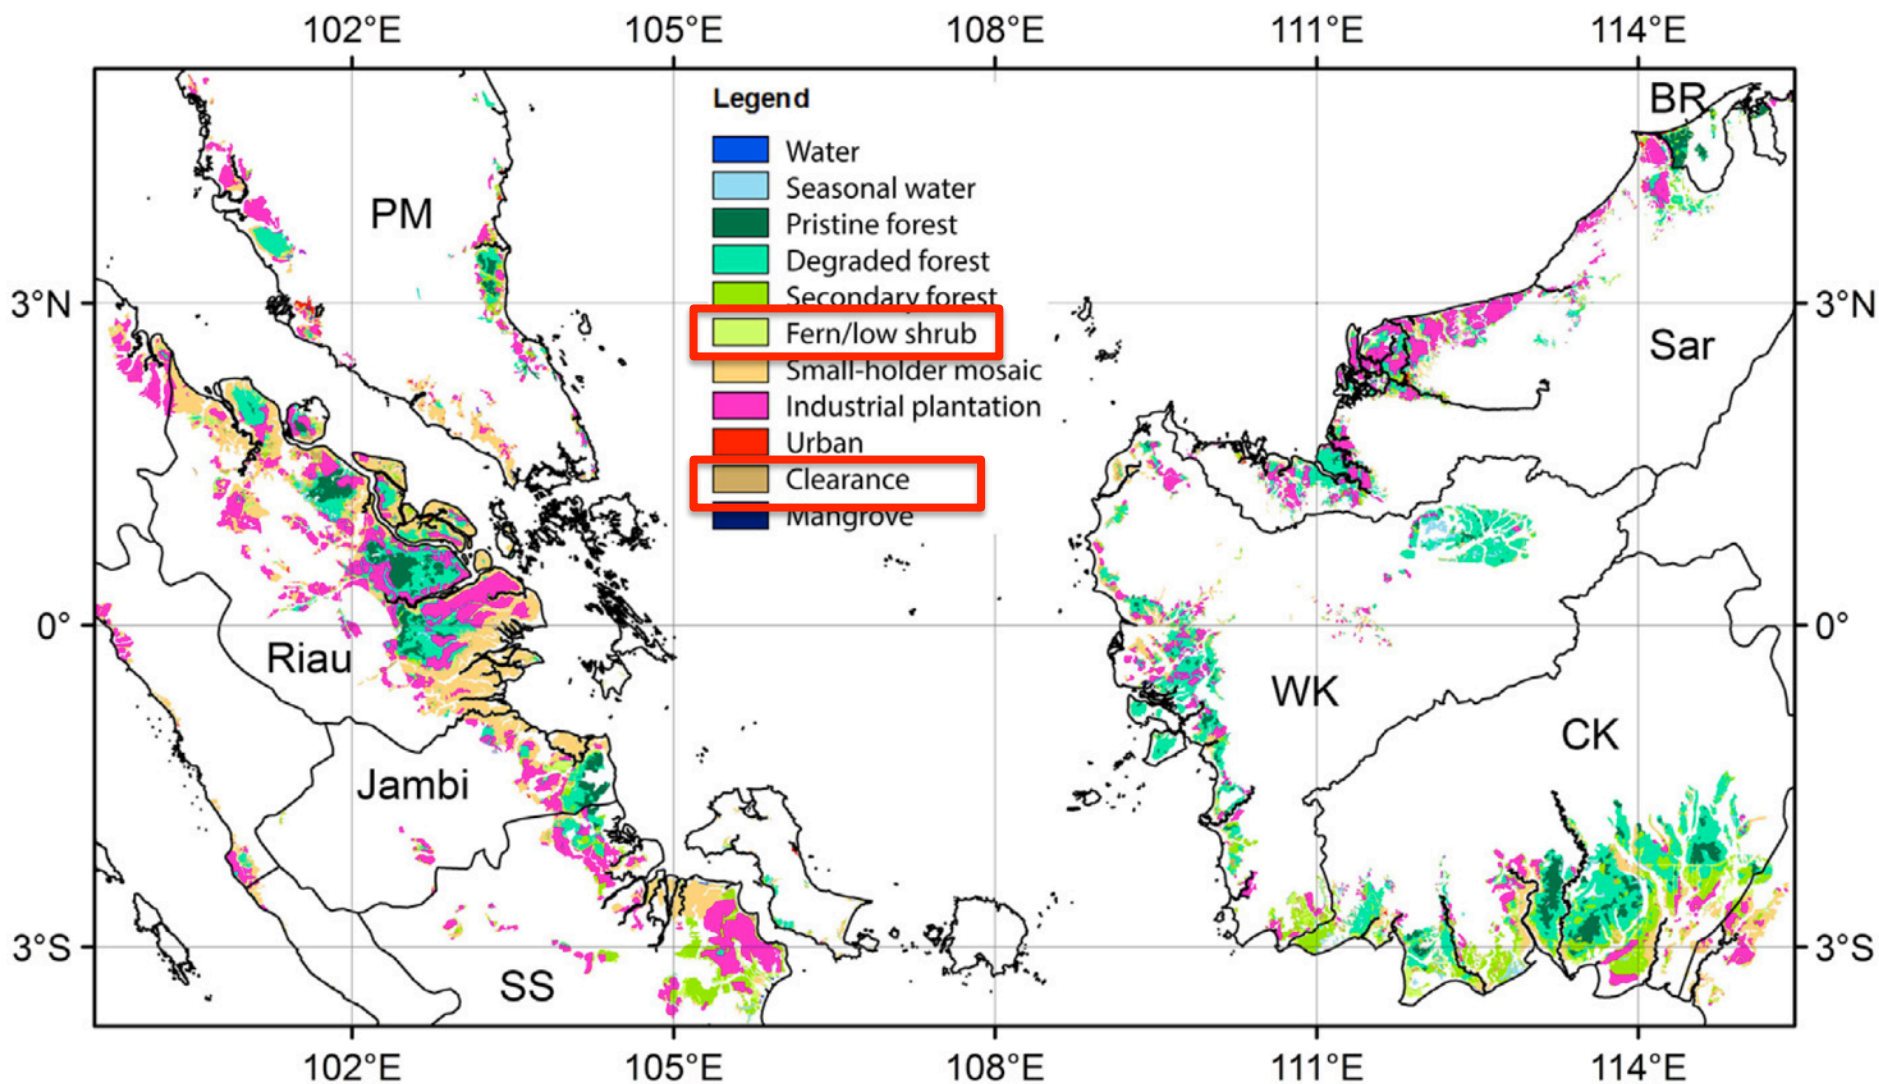 102°E 105°E 108°E 111°E 114°E
BR
Legend
Water
Seasonal water
PM
Pristine forest
Degraded forest
Secondary forest
3°N 3°N
Fern/low shrub
Sar
Small-holder mosaic
Industrial plantation
Urban
Clearance
Mangrove
0° 0°
Riau
WK
CK
Jambi
3°S 3°S
SS
102°E 105°E 108°E 111°E 114°E